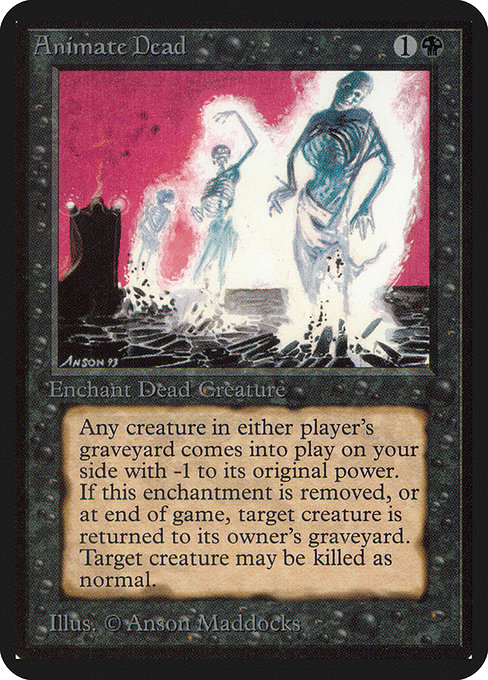 Animate Dead 1
ANSON 93
Enchant Dead Creature
Any creature in either player's
graveyard comes into play on your
side with -1 to its original power.
If this enchantment is removed, or
at end of game, target creature is
returned to its owner's graveyard.
Target creature may be killed as
normal.
Illus. © Anson Maddocks